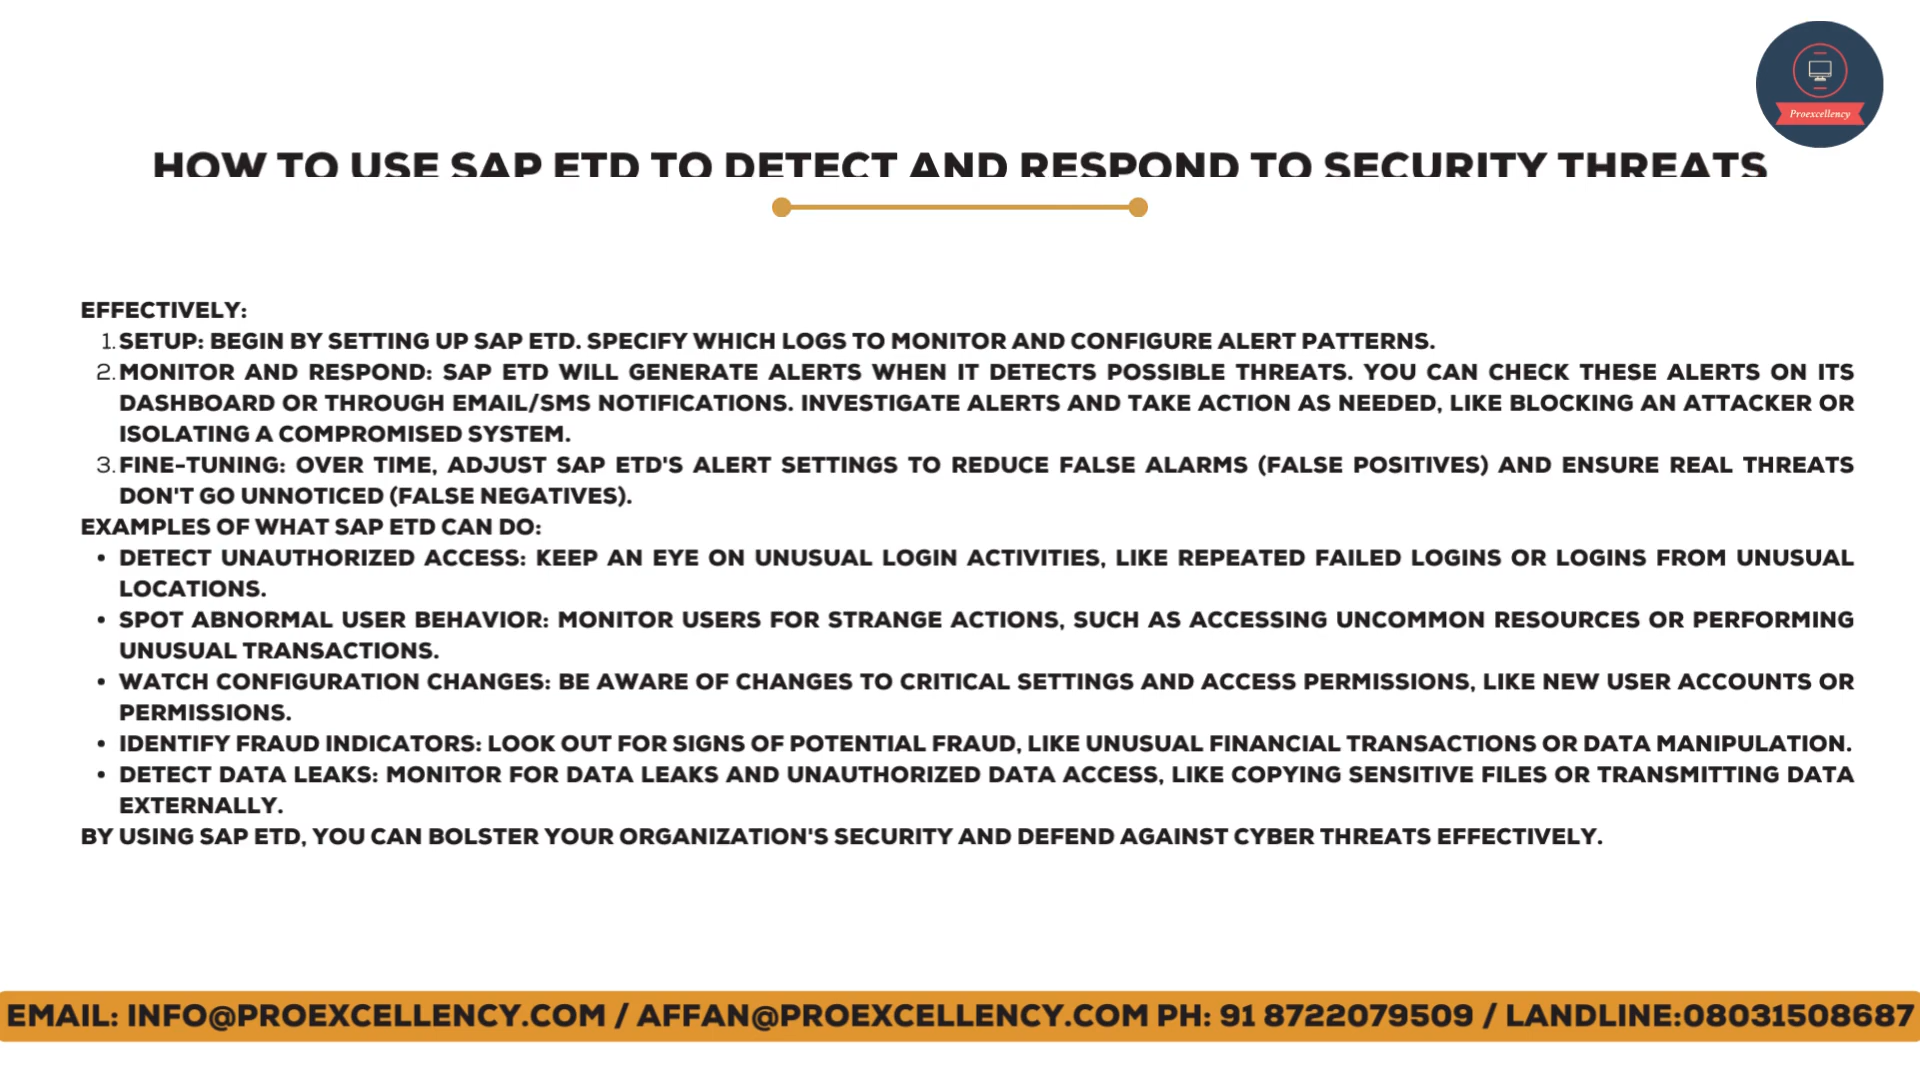 Proexcellency
HOW TO USE SAP ETD TO DETECT AND RESPOND TO SECURITY THREATS
EFFECTIVELY:
1. SETUP: BEGIN BY SETTING UP SAP ETD. SPECIFY WHICH LOGS TO MONITOR AND CONFIGURE ALERT PATTERNS.
2. MONITOR AND RESPOND: SAP ETD WILL GENERATE ALERTS WHEN IT DETECTS POSSIBLE THREATS. YOU CAN CHECK THESE ALERTS ON ITS
DASHBOARD OR THROUGH EMAIL/SMS NOTIFICATIONS. INVESTIGATE ALERTS AND TAKE ACTION AS NEEDED, LIKE BLOCKING AN ATTACKER OR
ISOLATING A COMPROMISED SYSTEM.
3. FINE-TUNING: OVER TIME, ADJUST SAP ETD'S ALERT SETTINGS TO REDUCE FALSE ALARMS (FALSE POSITIVES) AND ENSURE REAL THREATS
DON'T GO UNNOTICED (FALSE NEGATIVES).
EXAMPLES OF WHAT SAP ETD CAN DO:
• DETECT UNAUTHORIZED ACCESS: KEEP AN EYE ON UNUSUAL LOGIN ACTIVITIES, LIKE REPEATED FAILED LOGINS OR LOGINS FROM UNUSUAL
LOCATIONS.
• SPOT ABNORMAL USER BEHAVIOR: MONITOR USERS FOR STRANGE ACTIONS, SUCH AS ACCESSING UNCOMMON RESOURCES OR PERFORMING
UNUSUAL TRANSACTIONS.
• WATCH CONFIGURATION CHANGES: BE AWARE OF CHANGES TO CRITICAL SETTINGS AND ACCESS PERMISSIONS, LIKE NEW USER ACCOUNTS OR
PERMISSIONS.
• IDENTIFY FRAUD INDICATORS: LOOK OUT FOR SIGNS OF POTENTIAL FRAUD, LIKE UNUSUAL FINANCIAL TRANSACTIONS OR DATA MANIPULATION.
• DETECT DATA LEAKS: MONITOR FOR DATA LEAKS AND UNAUTHORIZED DATA ACCESS, LIKE COPYING SENSITIVE FILES OR TRANSMITTING DATA
EXTERNALLY.
BY USING SAP ETD, YOU CAN BOLSTER YOUR ORGANIZATION'S SECURITY AND DEFEND AGAINST CYBER THREATS EFFECTIVELY.
EMAIL: INFO@PROEXCELLENCY.COM / AFFAN@PROEXCELLENCY.COM PH: 91 8722079509 / LANDLINE:08031508687